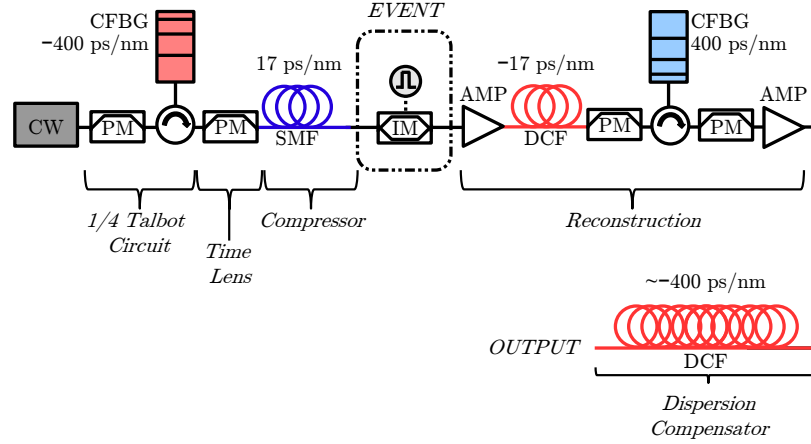 EVENT
CFBG
−400 ps/nm
CFBG
400 ps/nm
17 ps/nm
−17 ps/nm
AMP
AMP
CW
PM
PM
SMF
IM
DCF
PM
PM
1/4 Talbot
Circuit
Time
Lens
Compressor
Reconstruction
~−400 ps/nm
OUTPUT
DCF
Dispersion
Compensator